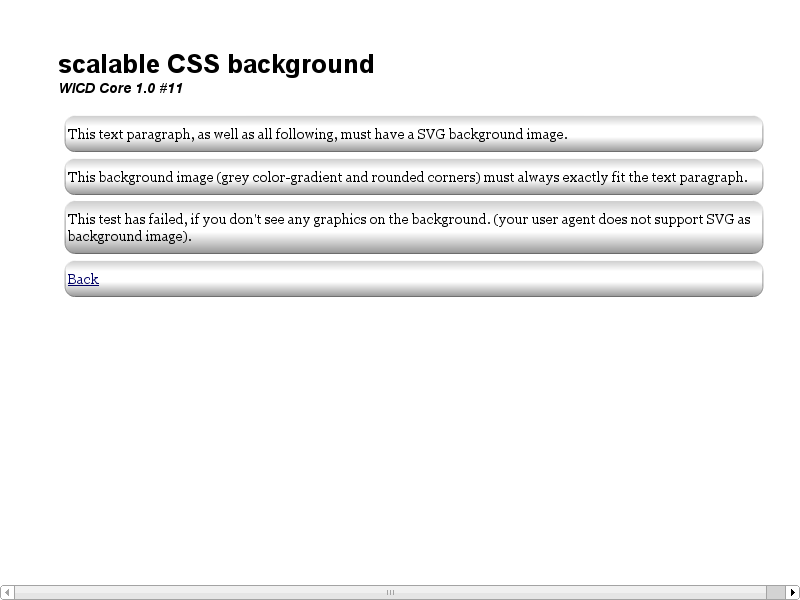 scalable CSS background
WICD Core 1.0 #11
This text paragraph, as well as all following, must have a SVG background image.
This background image (grey color-gradient and rounded corners) must always exactly fit the text paragraph.
This test has failed, if you don't see any graphics on the background. (your user agent does not support SVG as
background image).
Back